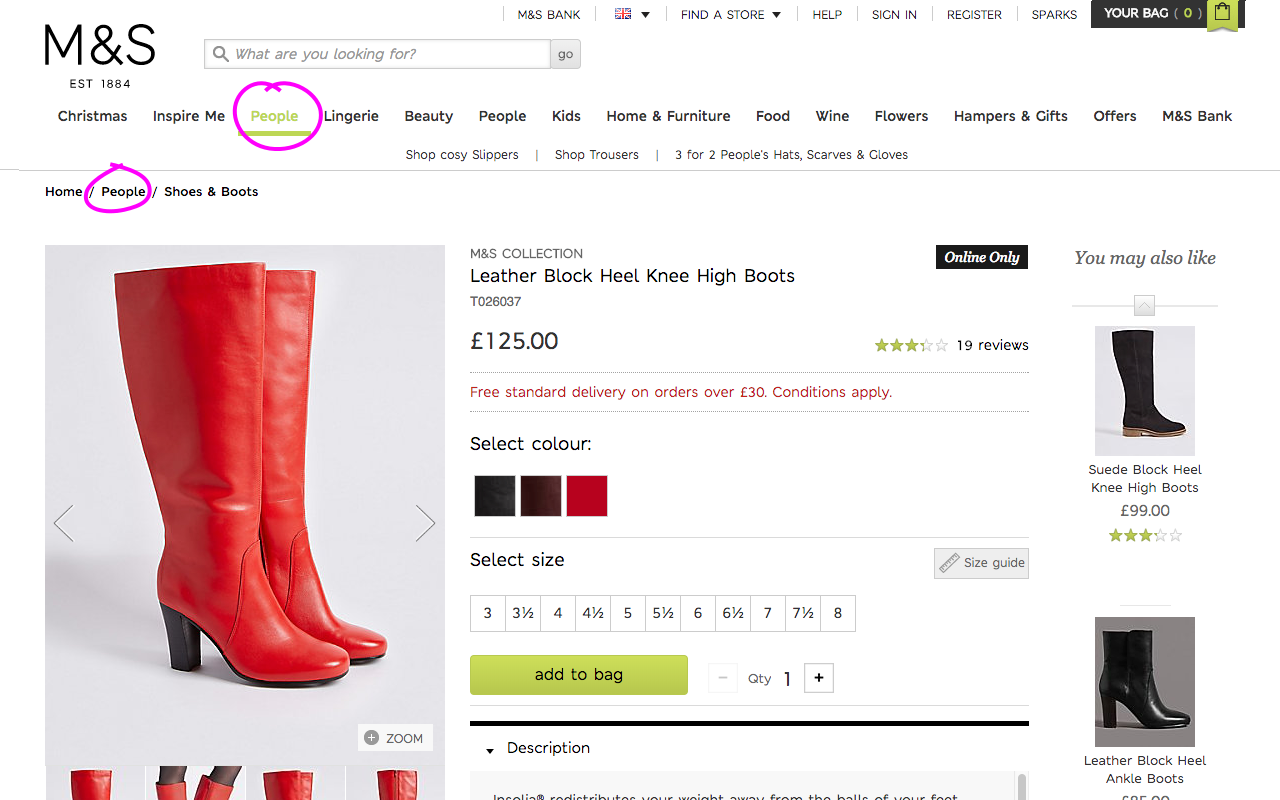 M&S BANK
FIND A STORE
HELP
SIGN IN
REGISTER
SPARKS
YOUR BAG ( 0 )
M&S
EST 1884
What are you looking for?
go
Christmas Inspire Me People Lingerie Beauty People Kids Home & Furniture Food Wine Flowers Hampers & Gifts Offers M&S Bank
Shop cosy Slippers | Shop Trousers | 3 for 2 People's Hats, Scarves & Gloves
Home / People / Shoes & Boots
M&S COLLECTION
Online Only
Leather Block Heel Knee High Boots
T026037
£125.00
19 reviews
Free standard delivery on orders over £30. Conditions apply.
Select colour:
Select size
Size guide
3 3½ 4 4½ 5 5½ 6 6½ 7 7½ 8
add to bag
− Qty 1 +
Description
Insolia® redistributes your weight away from the balls of your feet
ZOOM
You may also like
Suede Block Heel
Knee High Boots
£99.00
Leather Block Heel
Ankle Boots
£85.00